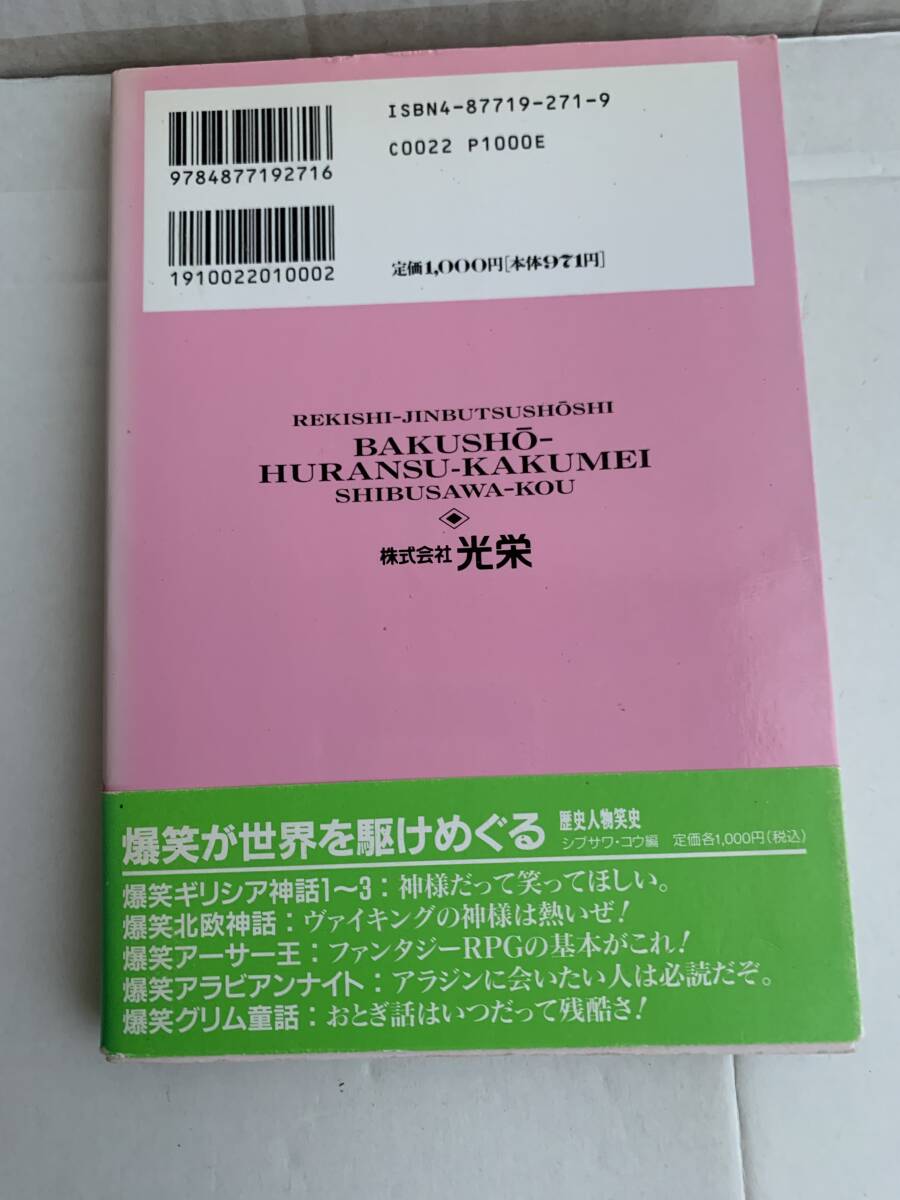 ISBN4-87719-271-9
C0022 P1000E
9784877192716
1910022010002
定価1,000円[本体971円]
REKISHI-JINBUTSUSHŌSHI
BAKUSHŌ-
HURANSU-KAKUMEI
SHIBUSAWA-KOU
株式会社 光栄
爆笑が世界を駆けめぐる 歴史人物笑史
シブサワ・コウ編 定価各1,000円(税込)
爆笑ギリシア神話1〜3:神様だって笑ってほしい。
爆笑北欧神話:ヴァイキングの神様は熱いぜ!
爆笑アーサー王:ファンタジーRPGの基本がこれ!
爆笑アラビアンナイト:アラジンに会いたい人は必読だぞ。
爆笑グリム童話:おとぎ話はいつだって残酷さ!